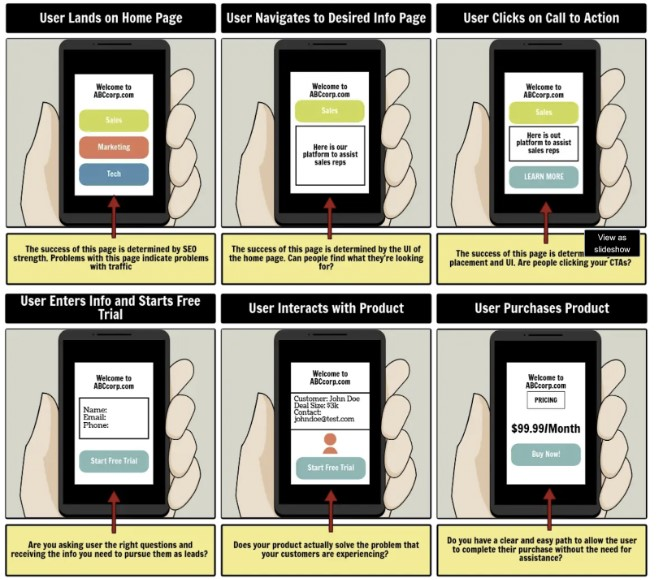 User Lands on Home Page
Welcome to
ABCcorp.com
Sales
Marketing
Tech
The success of this page is determined by SEO
strength. Problems with this page indicate problems
with traffic
User Navigates to Desired Info Page
Welcome to
ABCcorp.com
Sales
Here is our
platform to assist
sales reps
The success of this page is determined by the UI of
the home page. Can people find what they're looking
for?
User Clicks on Call to Action
Welcome to
ABCcorp.com
Sales
Here is out
platform to assist
sales reps
LEARN MORE
View as
slideshow
The success of this page is
placement and UI. Are people clicking your CTAs?
User Enters Info and Starts Free
Trial
Welcome to
ABCcorp.com
Name:
Email:
Phone:
Start Free Trial
Are you asking user the right questions and
receiving the info you need to pursue them as leads?
User Interacts with Product
Welcome to
ABCcorp.com
Customer: John Doe
Deal Size: $3k
Contact:
johndoe@test.com
Start Free Trial
Does your product actually solve the problem that
your customers are experiencing?
User Purchases Product
Welcome to
ABCcorp.com
PRICING
$99.99/Month
Buy Now!
Do you have a clear and easy path to allow the user
to complete their purchase without the need for
assistance?